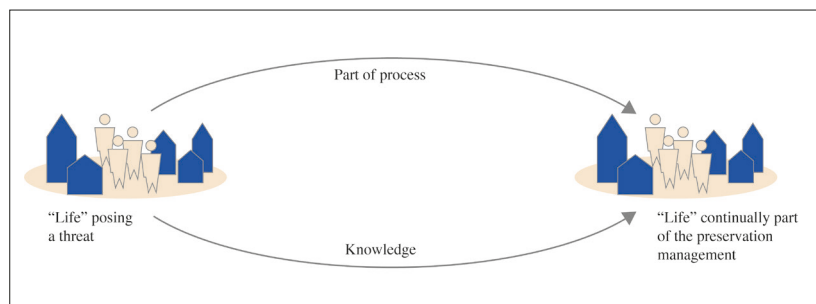 Part of process
“Life” posing
a threat
“Life” continually part
of the preservation
management
Knowledge